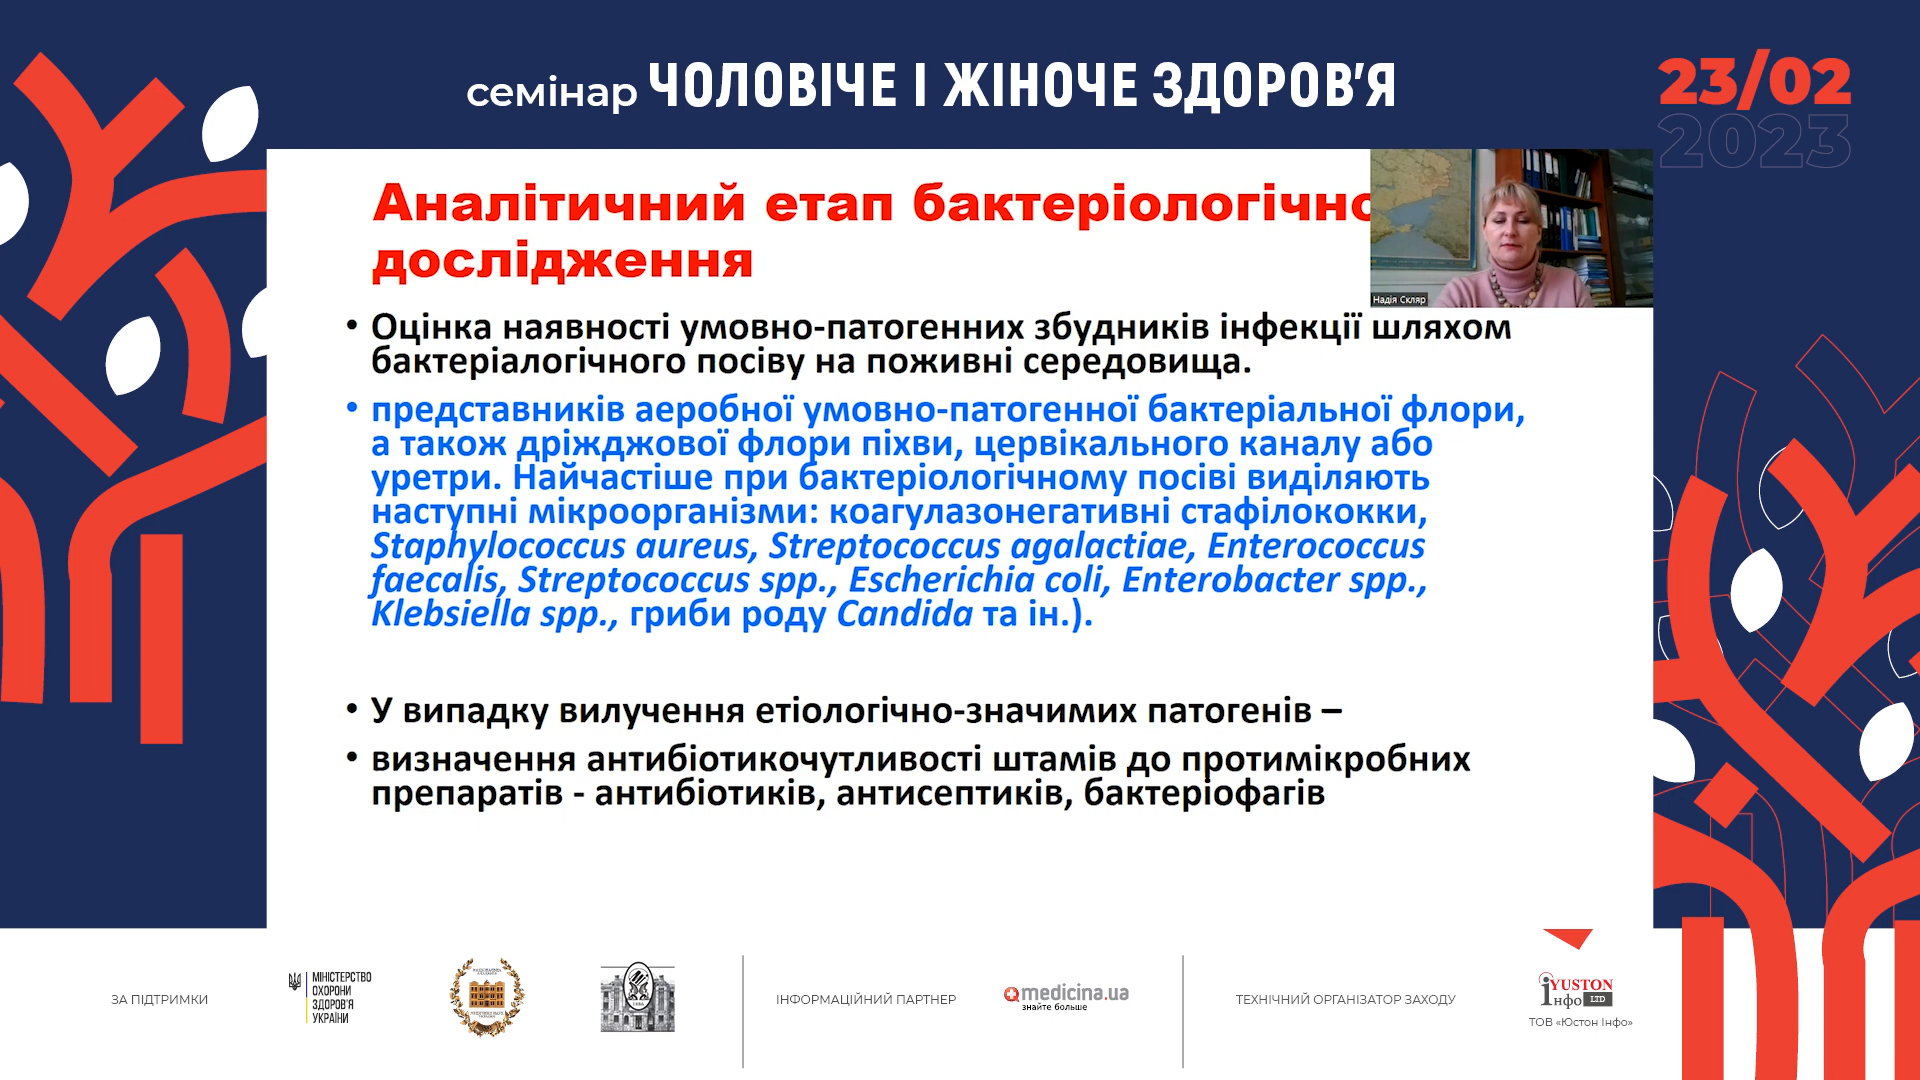 семінар ЧОЛОВІЧЕ І ЖІНОЧЕ ЗДОРОВ'Я
23/02
2023
Аналітичний етап бактеріологічно
дослідження
Надія Скляр
• Оцінка наявності умовно-патогенних збудників інфекції шляхом
бактеріалогічного посіву на поживні середовища.
• представників аеробної умовно-патогенної бактеріальної флори,
а також дріжджової флори піхви, цервікального каналу або
уретри. Найчастіше при бактеріологічному посіві виділяють
наступні мікроорганізми: коагулазонегативні стафілококки,
Staphylococcus aureus, Streptococcus agalactiae, Enterococcus
faecalis, Streptococcus spp., Escherichia coli, Enterobacter spp.,
Klebsiella spp., гриби роду Candida та ін.).
• У випадку вилучення етіологічно-значимих патогенів –
• визначення антибіотикочутливості штамів до протимікробних
препаратів - антибіотиків, антисептиків, бактеріофагів
ЗА ПІДТРИМКИ
МІНІСТЕРСТВО
ОХОРОНИ
ЗДОРОВ'Я
УКРАЇНИ
ІНФОРМАЦІЙНИЙ ПАРТНЕР
medicina.ua
знайте больше
ТЕХНІЧНИЙ ОРГАНІЗАТОР ЗАХОДУ
YUSTON
iнфо LTD
ТОВ «Юстон Інфо»